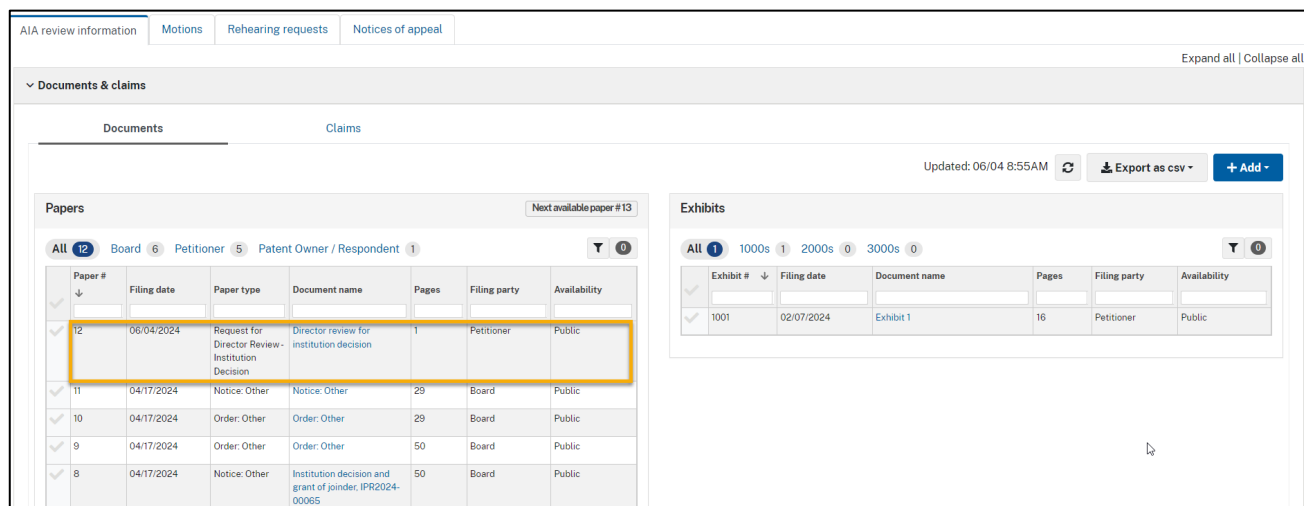 AIA review information Motions Rehearing requests Notices of appeal
Expand all | Collapse all
Documents & claims
Documents Claims
Updated: 06/04 8:55AM Export as csv + Add
Papers Next available paper #13
All 12 Board 6 Petitioner 5 Patent Owner / Respondent 1 0
Paper # Filing date Paper type Document name Pages Filing party Availability
12 06/04/2024 Request for Director Review - Institution Decision Director review for institution decision 1 Petitioner Public
11 04/17/2024 Notice: Other Notice: Other 29 Board Public
10 04/17/2024 Order: Other Order: Other 29 Board Public
9 04/17/2024 Order: Other Order: Other 50 Board Public
8 04/17/2024 Notice: Other Institution decision and grant of joinder, IPR2024-00065 50 Board Public
Exhibits
All 1 1000s 1 2000s 0 3000s 0 0
Exhibit # Filing date Document name Pages Filing party Availability
1001 02/07/2024 Exhibit 1 16 Petitioner Public